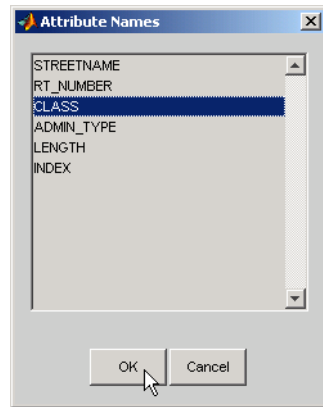 Attribute Names
STREETNAME
RT_NUMBER
CLASS
ADMIN_TYPE
LENGTH
INDEX
OK Cancel